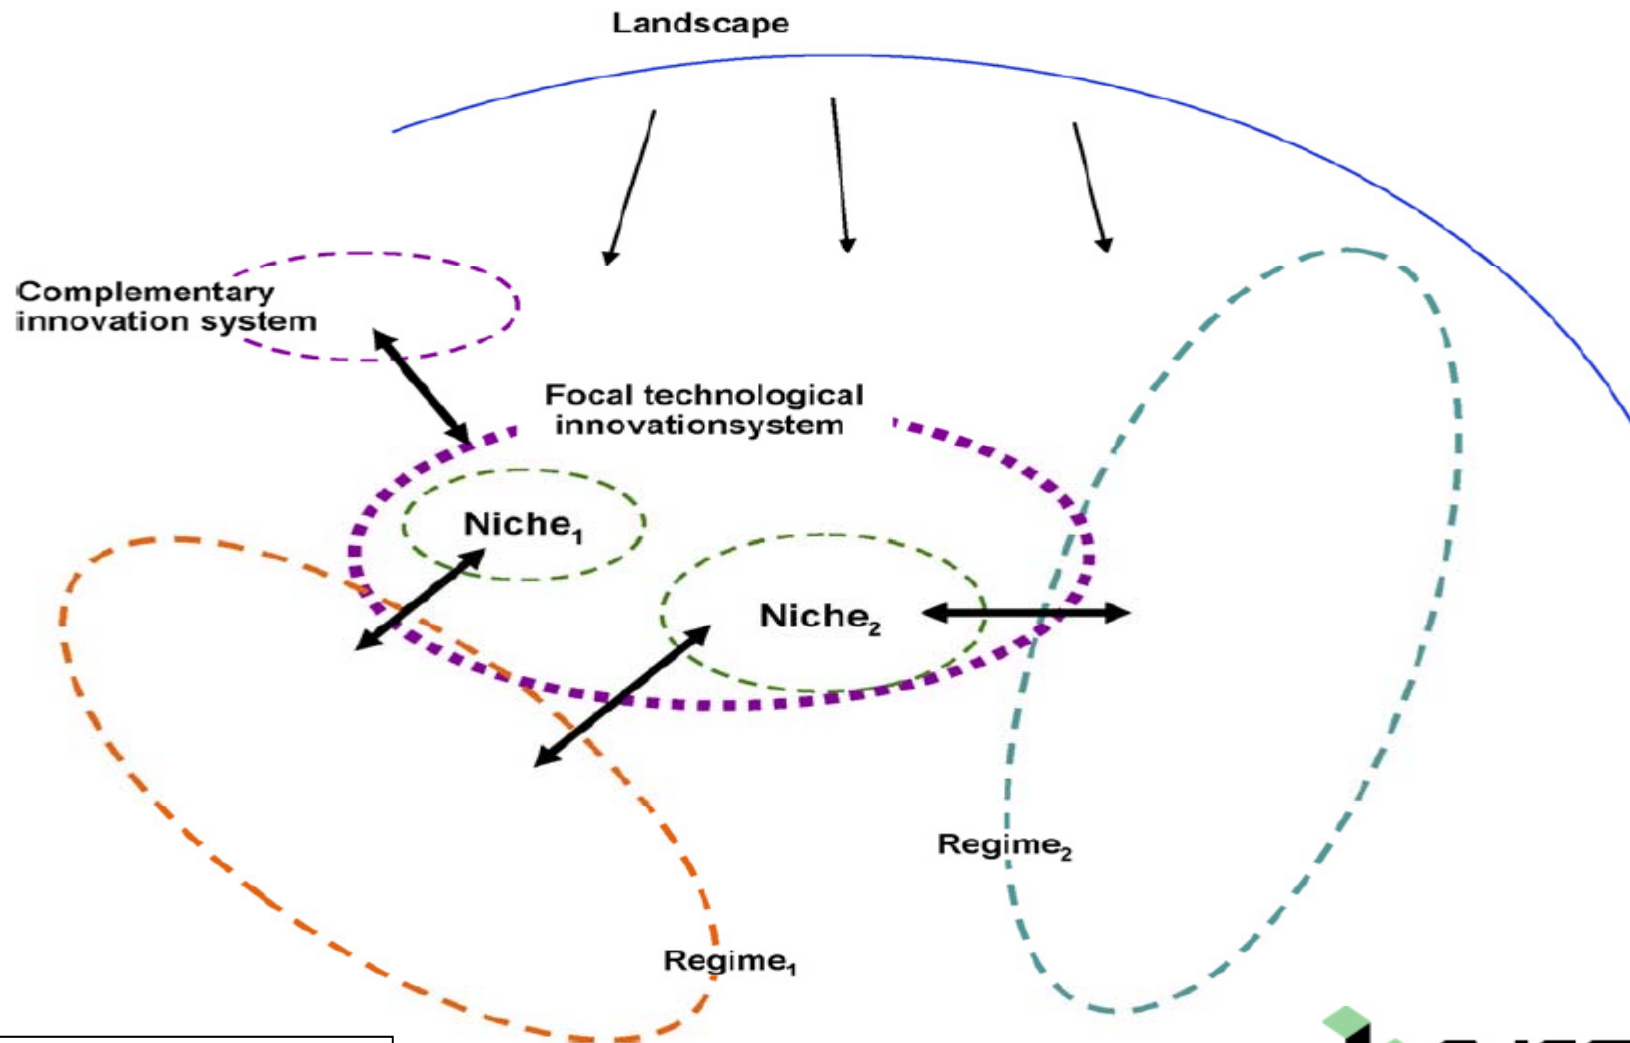 Landscape
Complementary
innovation system
Focal technological
innovationsystem
Niche₁
Niche₂
Regime₂
Regime₁